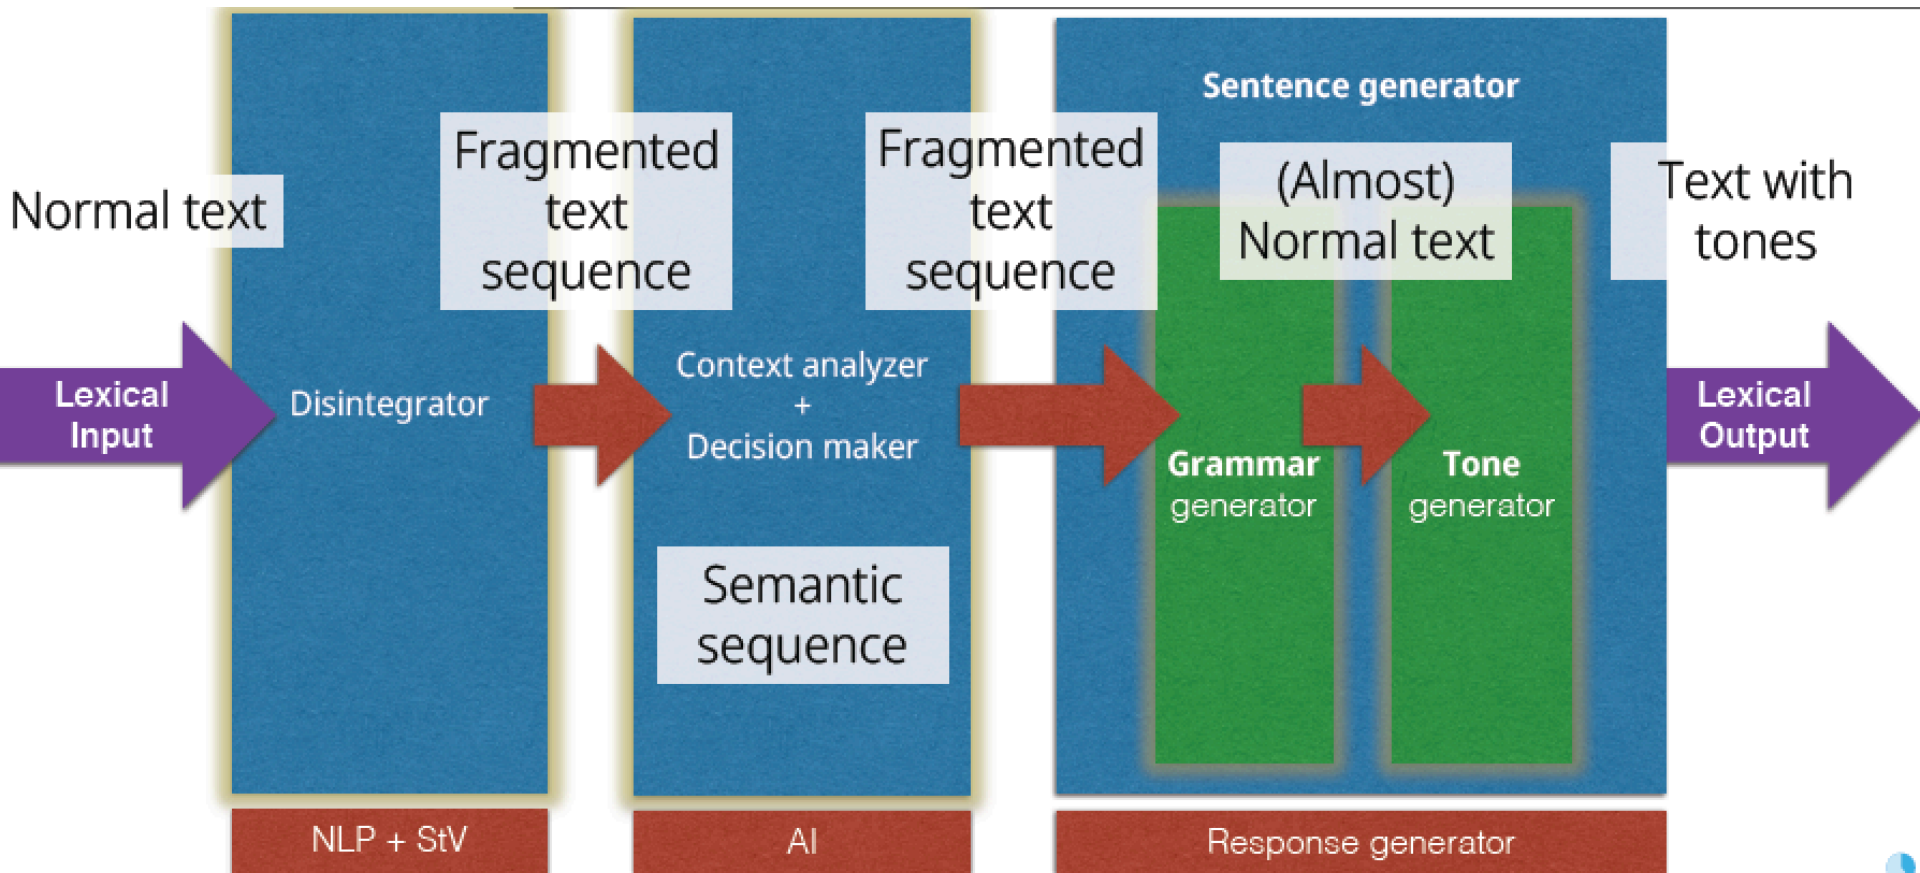 Sentence generator
Normal text
Fragmented
text
sequence
Fragmented
text
sequence
(Almost)
Normal text
Text with
tones
Lexical
Input
Disintegrator
Context analyzer
+
Decision maker
Semantic
sequence
Grammar
generator
Tone
generator
Lexical
Output
NLP + StV
AI
Response generator